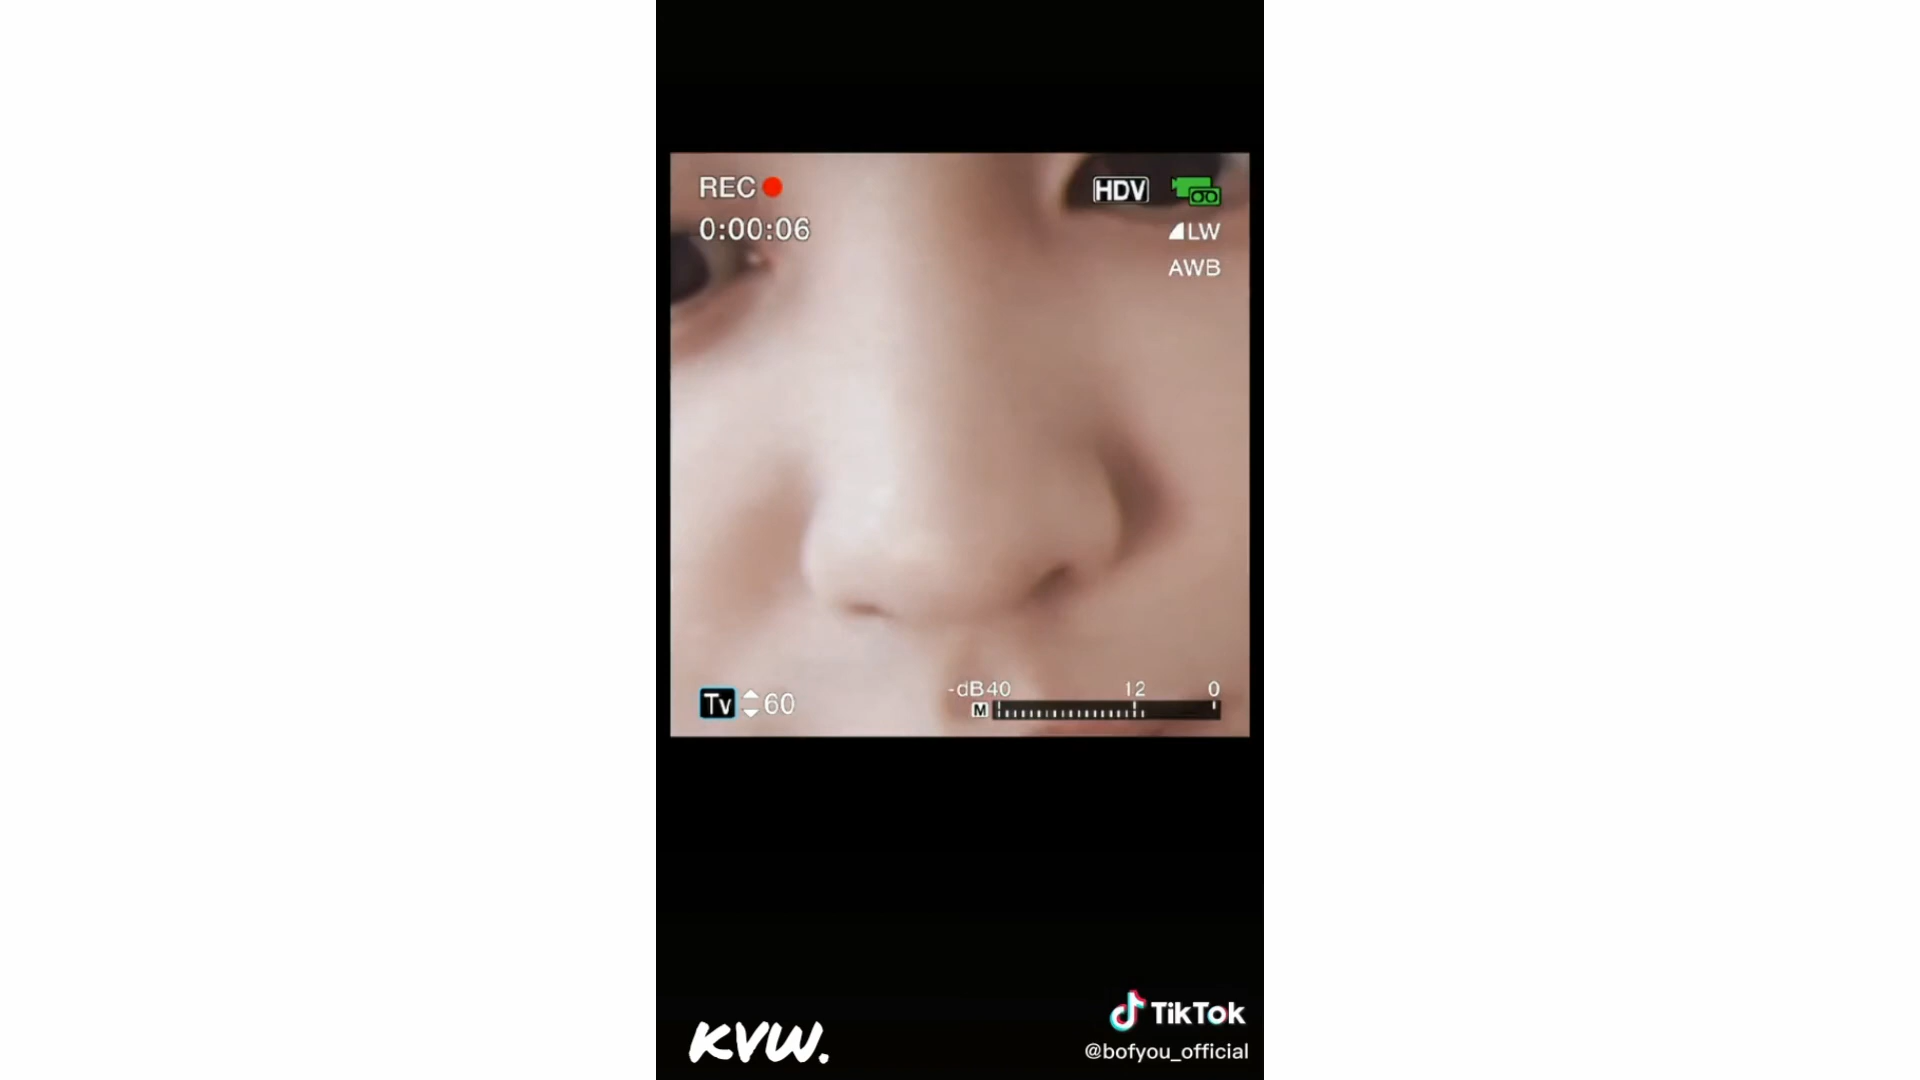 REC
0:00:06
HDV
LW
AWB
Tv 60
-dB40 12 0
M
KVW.
TikTok
@bofyou_official